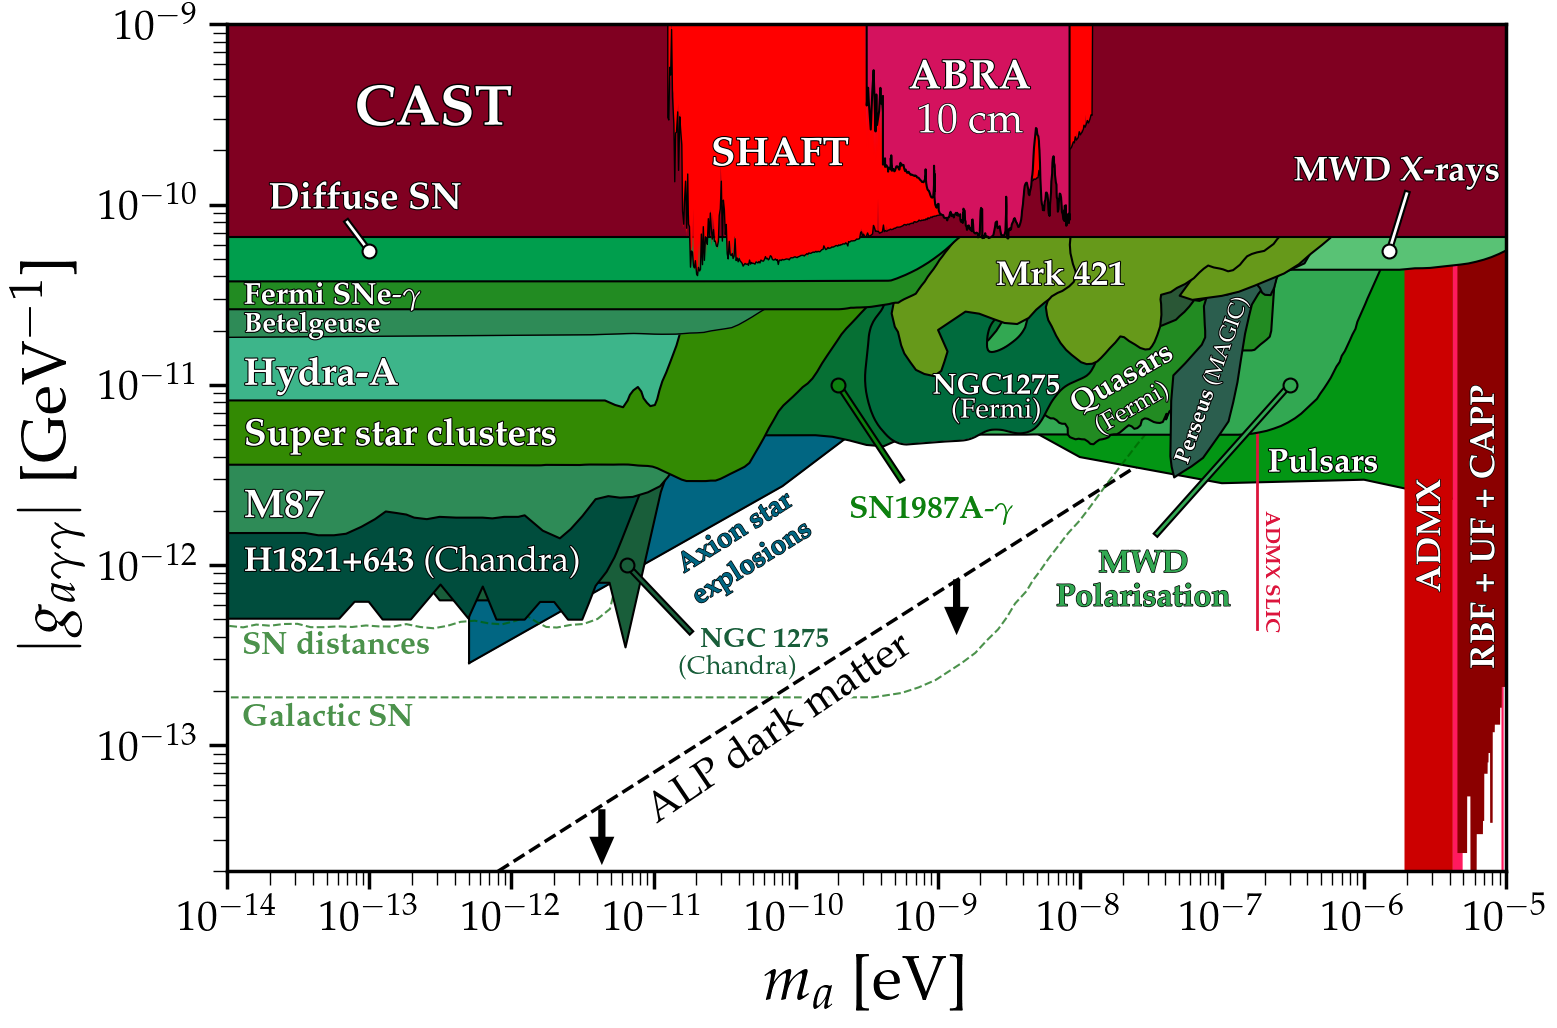 |g_{aγγ}| [GeV^{−1}]
10^{−9}
10^{−10}
10^{−11}
10^{−12}
10^{−13}
CAST
SHAFT
ABRA
10 cm
MWD X-rays
Diffuse SN
Fermi SNe-γ
Betelgeuse
Hydra-A
Super star clusters
M87
H1821+643 (Chandra)
SN distances
Galactic SN
Mrk 421
NGC1275
(Fermi)
Quasars
(Fermi)
Perseus (MAGIC)
Pulsars
SN1987A-γ
Axion star
explosions
NGC 1275
(Chandra)
MWD
Polarisation
ADMX SLIC
ADMX
RBF + UF + CAPP
ALP dark matter
10^{−14}
10^{−13}
10^{−12}
10^{−11}
10^{−10}
10^{−9}
10^{−8}
10^{−7}
10^{−6}
10^{−5}
m_a [eV]